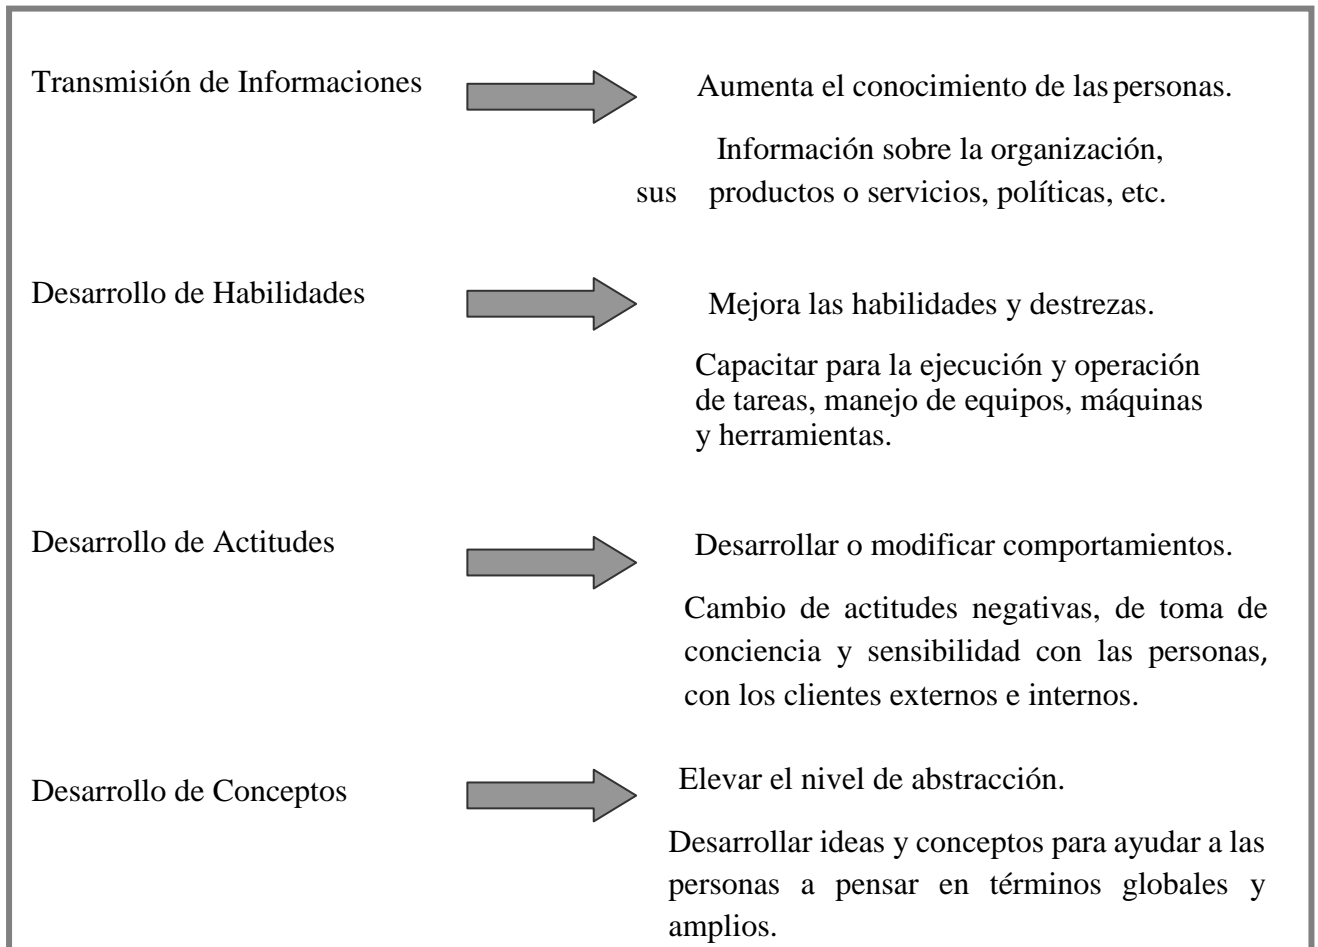 Transmisión de Informaciones
Aumenta el conocimiento de las personas.
Información sobre la organización,
sus productos o servicios, políticas, etc.
Desarrollo de Habilidades
Mejora las habilidades y destrezas.
Capacitar para la ejecución y operación
de tareas, manejo de equipos, máquinas
y herramientas.
Desarrollo de Actitudes
Desarrollar o modificar comportamientos.
Cambio de actitudes negativas, de toma de
conciencia y sensibilidad con las personas,
con los clientes externos e internos.
Desarrollo de Conceptos
Elevar el nivel de abstracción.
Desarrollar ideas y conceptos para ayudar a las
personas a pensar en términos globales y
amplios.